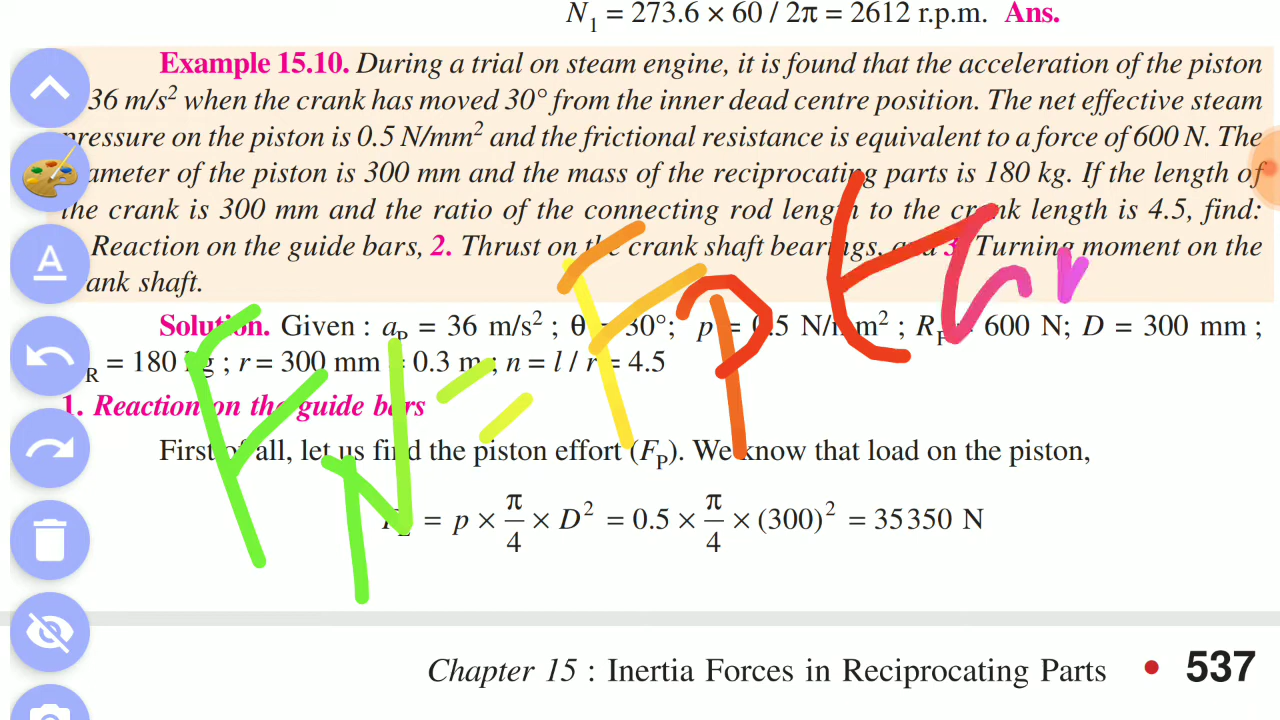 N₁ = 273.6 × 60 / 2π = 2612 r.p.m. Ans.
Example 15.10. During a trial on steam engine, it is found that the acceleration of the piston
36 m/s² when the crank has moved 30° from the inner dead centre position. The net effective steam
pressure on the piston is 0.5 N/mm² and the frictional resistance is equivalent to a force of 600 N. The
ameter of the piston is 300 mm and the mass of the reciprocating parts is 180 kg. If the length of
the crank is 300 mm and the ratio of the connecting rod length to the crank length is 4.5, find:
Reaction on the guide bars, 2. Thrust on the crank shaft bearings, and 3. Turning moment on the
ank shaft.
Solution. Given : aₚ = 36 m/s² ; θ = 30°; p = 0.5 N/mm² ; Rₚ = 600 N; D = 300 mm ;
R = 180 kg ; r = 300 mm = 0.3 m ; n = l / r = 4.5
1. Reaction on the guide bars
First of all, let us find the piston effort (Fₚ). We know that load on the piston,
= p × π/4 × D² = 0.5 × π/4 × (300)² = 35350 N
FN = FP
Chapter 15 : Inertia Forces in Reciprocating Parts • 537
A